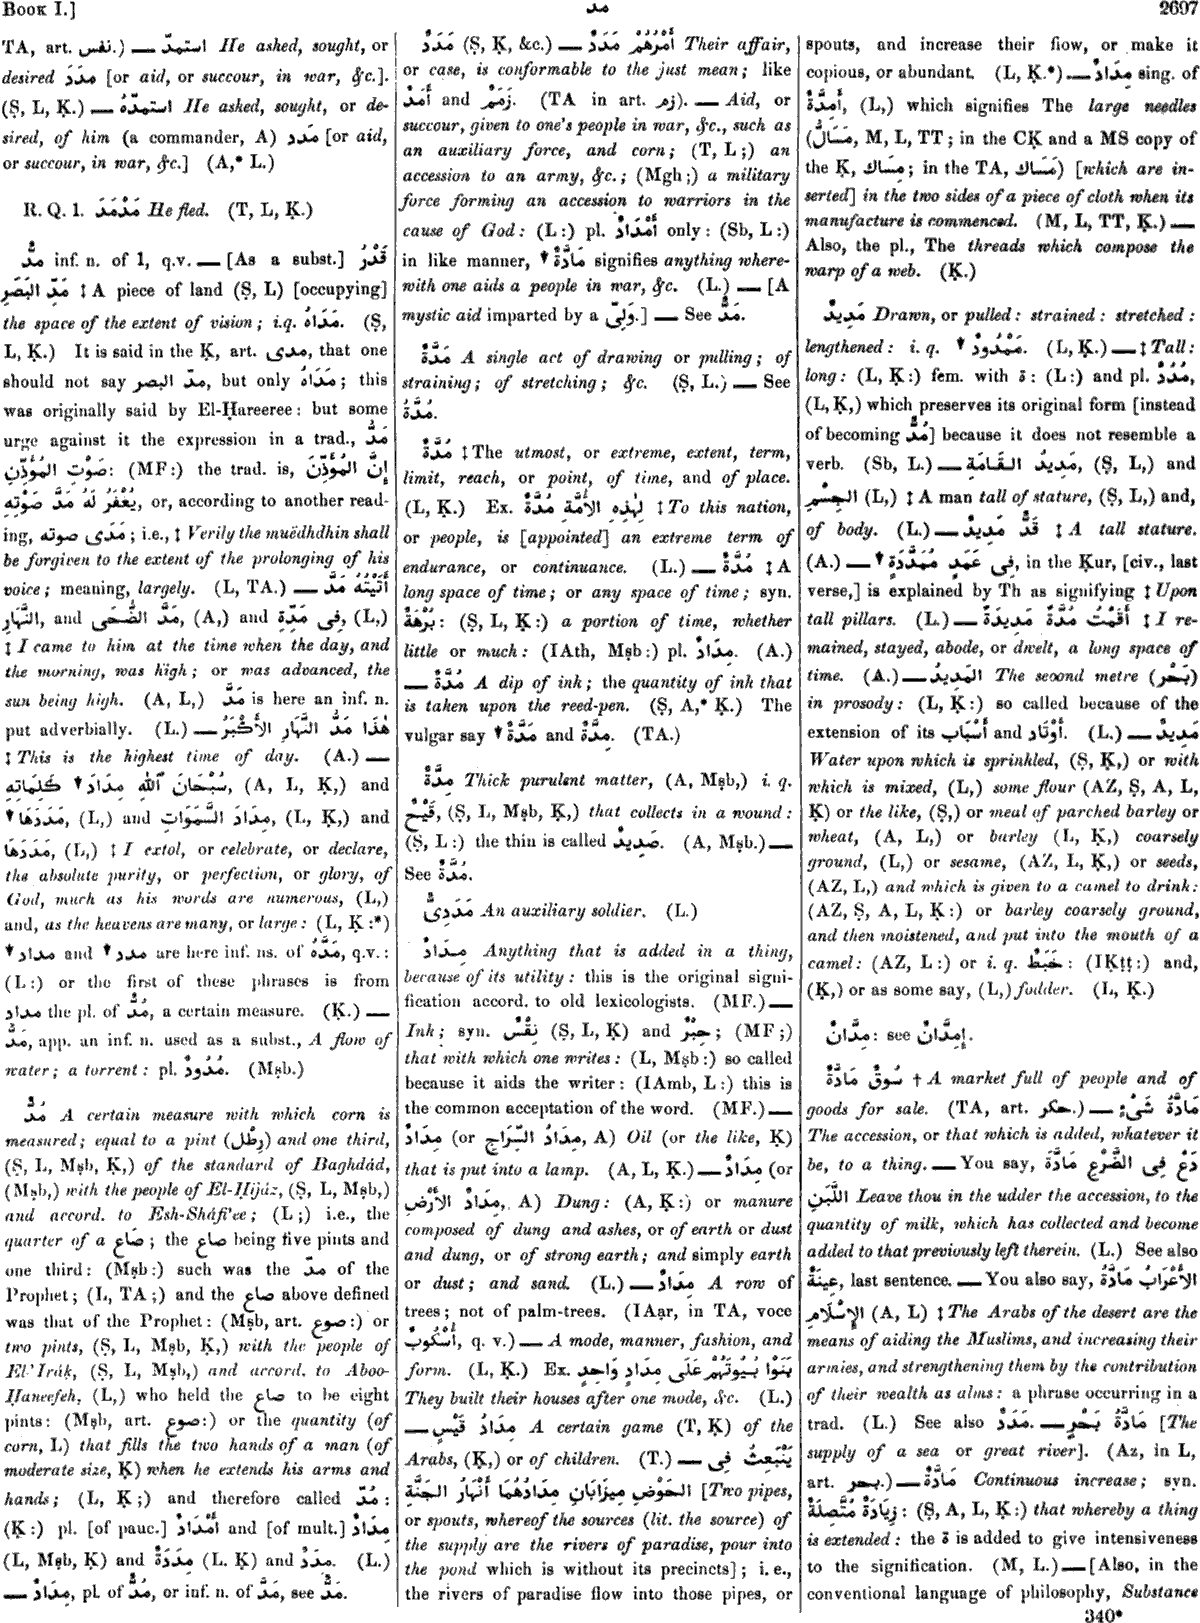 Book I.]
مد
2697
TA, art. نفس.) — استمدّ He asked, sought, or
desired مَدَدَ [or aid, or succour, in war, &c.].
(Ṣ, L, Ḳ.) — استمدّهُ He asked, sought, or de-
sired, of him (a commander, A) مَدد [or aid,
or succour, in war, &c.] (A,* L.)
R. Q. 1. مَدْمَدَ He fled. (T, L, Ḳ.)
مَدٌّ inf. n. of 1, q.v. — [As a subst.] قَدْرُ
مَدِّ البَصَرِ ‡ A piece of land (Ṣ, L) [occupying]
the space of the extent of vision; i.q. مَدَاهُ. (Ṣ,
L, Ḳ.) It is said in the Ḳ, art. مدى, that one
should not say مدّ البصر, but only مَدَاهُ; this
was originally said by El-Ḥareeree: but some
urge against it the expression in a trad., مَدُّ
صَوْتِ المُؤَذِّنِ: (MF:) the trad. is, إِنَّ المُؤَذِّنَ
يُغْفَرُ لَهُ مَدَّ صَوْتِهِ, or, according to another read-
ing, مَدَى صوته; i.e., ‡ Verily the muëdhdhin shall
be forgiven to the extent of the prolonging of his
voice; meaning, largely. (L, TA.) — أَتَيْتُهُ مَدَّ
النَّهَارِ, and مَدَّ الضُّحَى, (A,) and فِى مَدِّهِ, (L,)
‡ I came to him at the time when the day, and
the morning, was high; or was advanced, the
sun being high. (A, L,) مَدَّ is here an inf. n.
put adverbially. (L.) — هٰذَا مَدُّ النَّهَارِ الأَكْبَرُ
‡ This is the highest time of day. (A.) —
سُبْحَانَ ٱللّٰهِ مِدَادَ ▾ كَلِمَاتِهِ, (A, L, Ḳ,) and
▾ مَدَدَهَا, (L,) and مِدَادَ السَّمٰوَاتِ, (L, Ḳ,) and
مَدَدَهَا, (L,) ‡ I extol, or celebrate, or declare,
the absolute purity, or perfection, or glory, of
God, much as his words are numerous, (L,)
and, as the heavens are many, or large: (L, Ḳ:*)
▾ مداد and ▾ مدد are here inf. ns. of مَدَّهُ, q.v.:
(L:) or the first of these phrases is from
مداد the pl. of مُدٌّ, a certain measure. (Ḳ.) —
مَدٌّ, app. an inf. n. used as a subst., A flow of
water; a torrent: pl. مُدُودٌ. (Mṣb.)
مُدٌّ A certain measure with which corn is
measured; equal to a pint (رِطْل) and one third,
(Ṣ, L, Mṣb, Ḳ,) of the standard of Baghdád,
(Mṣb,) with the people of El-Ḥijáz, (Ṣ, L, Mṣb,)
and accord. to Esh-Sháfi'ee; (L;) i.e., the
quarter of a صَاع; the صاع being five pints and
one third: (Mṣb:) such was the مدّ of the
Prophet; (L, TA;) and the صاع above defined
was that of the Prophet: (Mṣb, art. صوع:) or
two pints, (Ṣ, L, Mṣb, Ḳ,) with the people of
El-'Iráḳ, (Ṣ, L, Mṣb,) and accord. to Aboo-
Ḥaneefeh, (L,) who held the صاع to be eight
pints: (Mṣb, art. صوع:) or the quantity (of
corn, L) that fills the two hands of a man (of
moderate size, Ḳ) when he extends his arms and
hands; (L, Ḳ;) and therefore called مُدّ:
(Ḳ:) pl. [of pauc.] أَمْدَادٌ and [of mult.] مِدَادٌ
(L, Mṣb, Ḳ) and مِدَدَةٌ (L, Ḳ) and مِدَدٌ. (L.)
— مِدَادٌ, pl. of مُدٌّ, or inf. n. of مَدَّ, see مَدٌّ.
مَدَدٌ (Ṣ, Ḳ, &c.) — أَمْرُهُمْ مَدَدٌ Their affair,
or case, is conformable to the just mean; like
أَمَدٌ and زَمَمٌ. (TA in art. زم). — Aid, or
succour, given to one's people in war, &c., such as
an auxiliary force, and corn; (T, L;) an
accession to an army, &c.; (Mgh;) a military
force forming an accession to warriors in the
cause of God: (L:) pl. أَمْدَادٌ only: (Sb, L:)
in like manner, ▾ مَادَّةٌ signifies anything where-
with one aids a people in war, &c. (L.) — [A
mystic aid imparted by a وَلِىّ.] — See مَدٌّ.
مَدَّةٌ A single act of drawing or pulling; of
straining; of stretching; &c. (Ṣ, L.) — See
مُدَّةٌ.
مُدَّةٌ ‡ The utmost, or extreme, extent, term,
limit, reach, or point, of time, and of place.
(L, Ḳ.) Ex. لِهٰذِهِ الأُمَّةِ مُدَّةٌ ‡ To this nation,
or people, is [appointed] an extreme term of
endurance, or continuance. (L.) — مُدَّةٌ ‡ A
long space of time; or any space of time; syn.
بُرْهَةٌ: (Ṣ, L, Ḳ:) a portion of time, whether
little or much: (IAth, Mṣb:) pl. مُدَدٌ. (A.)
— مُدَّةٌ A dip of ink; the quantity of ink that
is taken upon the reed-pen. (Ṣ, A,* Ḳ.) The
vulgar say ▾ مَدَّةٌ and مِدَّةٌ. (TA.)
مِدَّةٌ Thick purulent matter, (A, Mṣb,) i. q.
قَيْحٌ, (Ṣ, L, Mṣb, Ḳ,) that collects in a wound:
(Ṣ, L:) the thin is called صَدِيدٌ. (A, Mṣb.) —
See مُدَّةٌ.
مَدَدِىٌّ An auxiliary soldier. (L.)
مِدَادٌ Anything that is added in a thing,
because of its utility: this is the original signi-
fication accord. to old lexicologists. (MF.) —
Ink; syn. نِقْسٌ (Ṣ, L, Ḳ) and حِبْرٌ; (MF;)
that with which one writes: (L, Mṣb:) so called
because it aids the writer: (IAmb, L:) this is
the common acceptation of the word. (MF.) —
مِدَادٌ (or مِدَادُ السِّرَاجِ, A) Oil (or the like, Ḳ)
that is put into a lamp. (A, L, Ḳ.) — مِدَادٌ (or
مِدَادُ الأَرْضِ, A) Dung: (A, Ḳ:) or manure
composed of dung and ashes, or of earth or dust
and dung, or of strong earth; and simply earth
or dust; and sand. (L.) — مِدَادٌ A row of
trees; not of palm-trees. (IAạr, in TA, voce
أُسْكُوبٌ, q. v.) — A mode, manner, fashion, and
form. (L, Ḳ.) Ex. بَنَوْا بُيُوتَهُمْ عَلَى مِدَادٍ وَاحِدٍ
They built their houses after one mode, &c. (L.)
— مِدَادُ قَيْسٍ A certain game (T, Ḳ) of the
Arabs, (Ḳ,) or of children. (T.) — يَنْبَعِثُ فِى
الحَوْضِ مِيزَابَانِ مِدَادُهُمَا أَنْهَارُ الجَنَّةِ [Two pipes,
or spouts, whereof the sources (lit. the source) of
the supply are the rivers of paradise, pour into
the pond which is without its precincts]; i. e.,
the rivers of paradise flow into those pipes, or
spouts, and increase their flow, or make it
copious, or abundant. (L, Ḳ.*) — مِدَادٌ sing. of
أَمِدَّةٌ, (L,) which signifies The large needles
(مَسَالّ, M, L, TT; in the CḲ and a MS copy of
the Ḳ, مِسَاك; in the TA, مَسَاك) [which are in-
serted] in the two sides of a piece of cloth when its
manufacture is commenced. (M, L, TT, Ḳ.) —
Also, the pl., The threads which compose the
warp of a web. (Ḳ.)
مَدِيدٌ Drawn, or pulled: strained: stretched:
lengthened: i. q. ▾ مَمْدُودٌ. (L, Ḳ.) — ‡ Tall:
long: (L, Ḳ:) fem. with ة: (L:) and pl. مُدُدٌ,
(L, Ḳ,) which preserves its original form [instead
of becoming مُدٌّ] because it does not resemble a
verb. (Sb, L.) — مَدِيدُ القَامَةِ, (Ṣ, L,) and
الجِسْمِ (L,) ‡ A man tall of stature, (Ṣ, L,) and,
of body. (L.) — قَدٌّ مَدِيدٌ ‡ A tall stature.
(A.) — ▾ فِى عَمَدٍ مُمَدَّدَةٍ, in the Ḳur, [civ., last
verse,] is explained by Th as signifying ‡ Upon
tall pillars. (L.) — أَقَمْتُ مُدَّةً مَدِيدَةً ‡ I re-
mained, stayed, abode, or dwelt, a long space of
time. (A.) — المَدِيدُ The second metre (بَحْر)
in prosody: (L, Ḳ:) so called because of the
extension of its أَسْبَاب and أَوْتَاد. (L.) — مَدِيدٌ
Water upon which is sprinkled, (Ṣ, Ḳ,) or with
which is mixed, (L,) some flour (AZ, Ṣ, A, L,
Ḳ) or the like, (Ṣ,) or meal of parched barley or
wheat, (A, L,) or barley (L, Ḳ,) coarsely
ground, (L,) or sesame, (AZ, L, Ḳ,) or seeds,
(AZ, L,) and which is given to a camel to drink:
(AZ, Ṣ, A, L, Ḳ:) or barley coarsely ground,
and then moistened, and put into the mouth of a
camel: (AZ, L:) or i. q. خَبَطٌ: (IḲṭṭ:) and,
(Ḳ,) or as some say, (L,) fodder. (L, Ḳ.)
مِدَّانٌ: see إِمِدَّانٌ.
سُوقٌ مَادَّةٌ † A market full of people and of
goods for sale. (TA, art. حكر.) — مَادَّةُ شَىْءٍ
The accession, or that which is added, whatever it
be, to a thing. — You say, دَعْ فِى الضَّرْعِ مَادَّةَ
اللَّبَنِ Leave thou in the udder the accession, to the
quantity of milk, which has collected and become
added to that previously left therein. (L.) See also
عِينَةٌ, last sentence. — You also say, الأَعْرَابُ مَادَّةُ
الإِسْلَامِ (A, L) ‡ The Arabs of the desert are the
means of aiding the Muslims, and increasing their
armies, and strengthening them by the contribution
of their wealth as alms: a phrase occurring in a
trad. (L.) See also مَدَدٌ. — مَادَّةُ بَحْرٍ [The
supply of a sea or great river]. (Az, in L,
art. بحر.) — مَادَّةٌ Continuous increase; syn.
زِيَادَةٌ مُتَّصِلَةٌ: (Ṣ, A, L, Ḳ:) that whereby a thing
is extended: the ة is added to give intensiveness
to the signification. (M, L.) — [Also, in the
conventional language of philosophy, Substance
340*